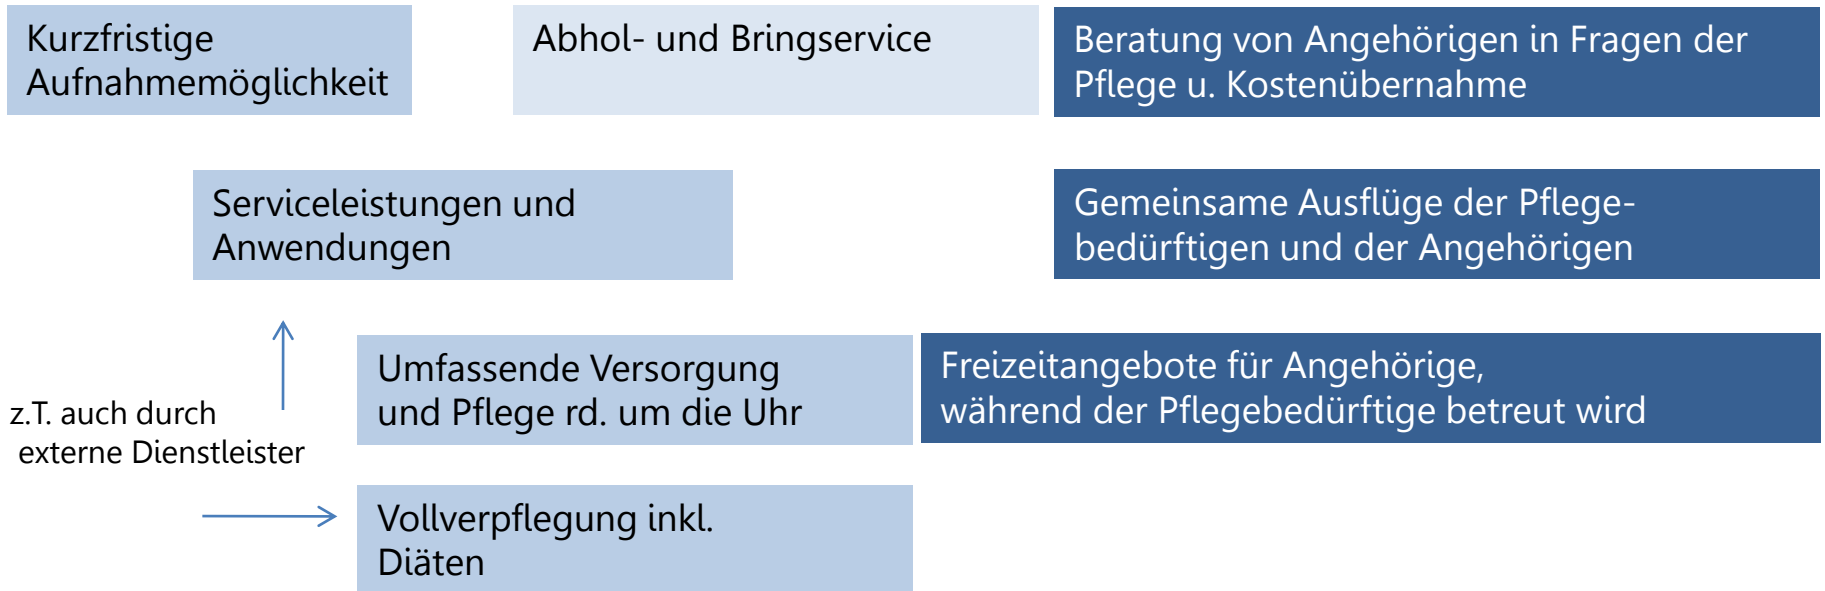 Kurzfristige
Aufnahmemöglichkeit
Abhol- und Bringservice
Beratung von Angehörigen in Fragen der
Pflege u. Kostenübernahme
Serviceleistungen und
Anwendungen
Gemeinsame Ausflüge der Pflege-
bedürftigen und der Angehörigen
Umfassende Versorgung
und Pflege rd. um die Uhr
Freizeitangebote für Angehörige,
während der Pflegebedürftige betreut wird
z.T. auch durch
externe Dienstleister
Vollverpflegung inkl.
Diäten